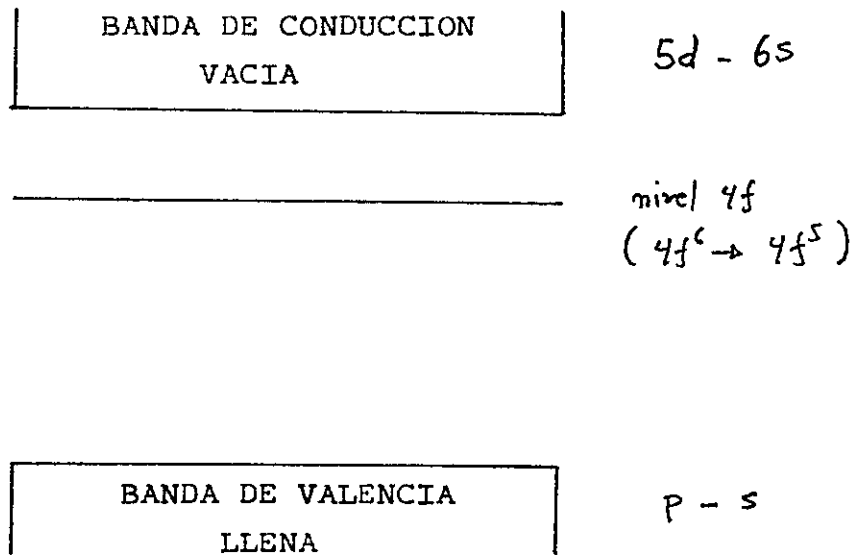 BANDA DE CONDUCCION
VACIA
5d - 6s
nivel 4f
( 4f⁶ → 4f⁵ )
BANDA DE VALENCIA
LLENA
p - s